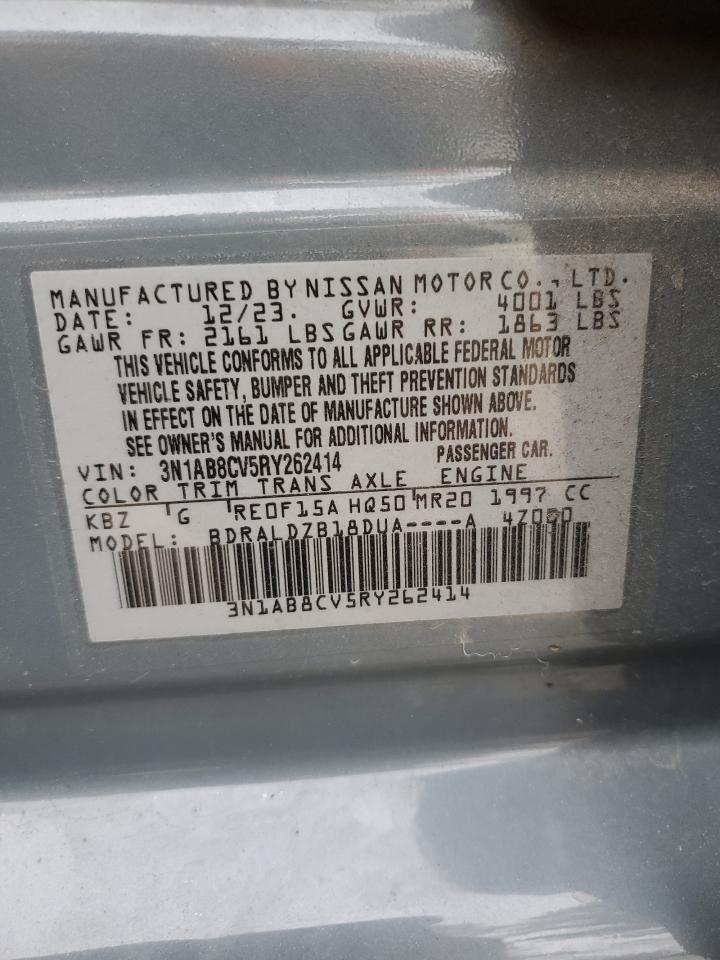 MANUFACTURED BY NISSAN MOTOR CO., LTD.
DATE: 12/23. GVWR: 4001 LBS
GAWR FR: 2161 LBS GAWR RR: 1863 LBS
THIS VEHICLE CONFORMS TO ALL APPLICABLE FEDERAL MOTOR
VEHICLE SAFETY, BUMPER AND THEFT PREVENTION STANDARDS
IN EFFECT ON THE DATE OF MANUFACTURE SHOWN ABOVE.
SEE OWNER'S MANUAL FOR ADDITIONAL INFORMATION.
VIN: 3N1AB8CV5RY262414 PASSENGER CAR.
COLOR TRIM TRANS AXLE ENGINE
KBZ G RE0F15A HQ50 MR20 1997 CC
MODEL: BDRALDZB18DUA----A 4Z000
3N1AB8CV5RY262414